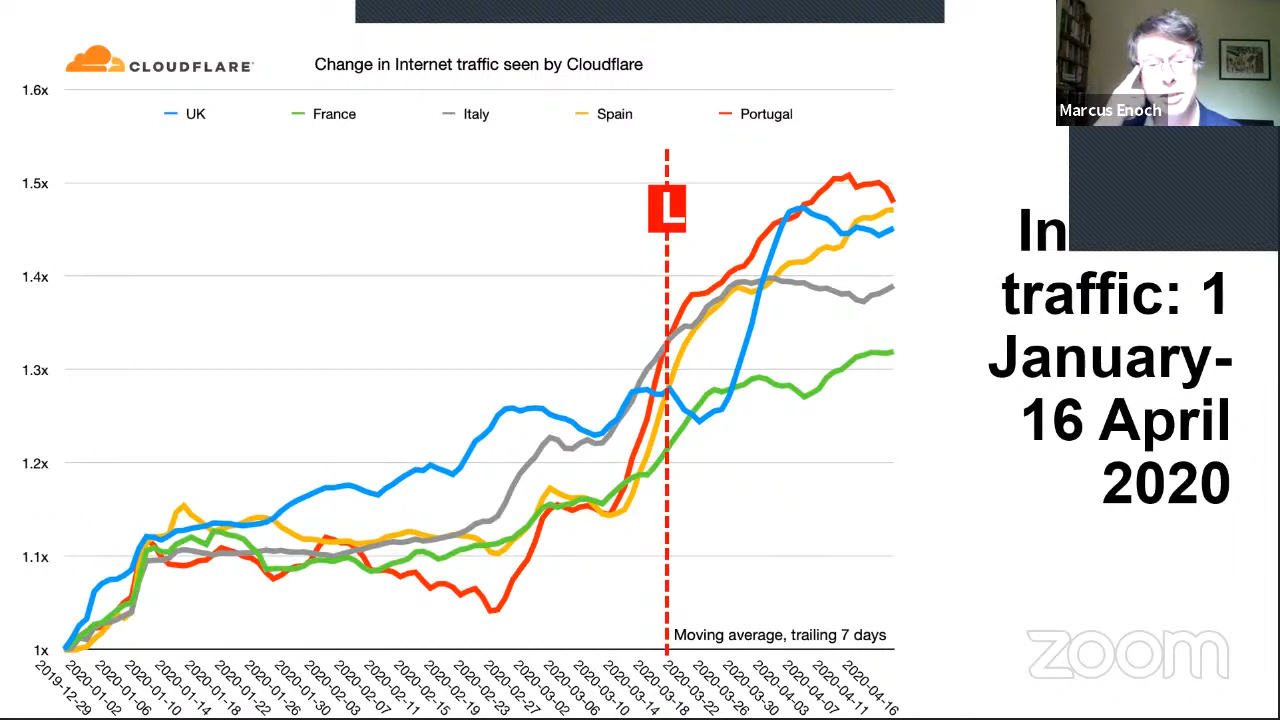 CLOUDFLARE
Change in Internet traffic seen by Cloudflare
Marcus Enoch
1.6x
UK
France
Italy
Spain
Portugal
1.5x
L
1.4x
1.3x
1.2x
1.1x
1x
Moving average, trailing 7 days
2019-12-29
2020-01-02
2020-01-06
2020-01-10
2020-01-14
2020-01-18
2020-01-22
2020-01-26
2020-01-30
2020-02-03
2020-02-07
2020-02-11
2020-02-15
2020-02-19
2020-02-23
2020-02-27
2020-03-02
2020-03-06
2020-03-10
2020-03-14
2020-03-18
2020-03-22
2020-03-26
2020-03-30
2020-04-03
2020-04-07
2020-04-11
2020-04-16
In
traffic: 1
January-
16 April
2020
zoom